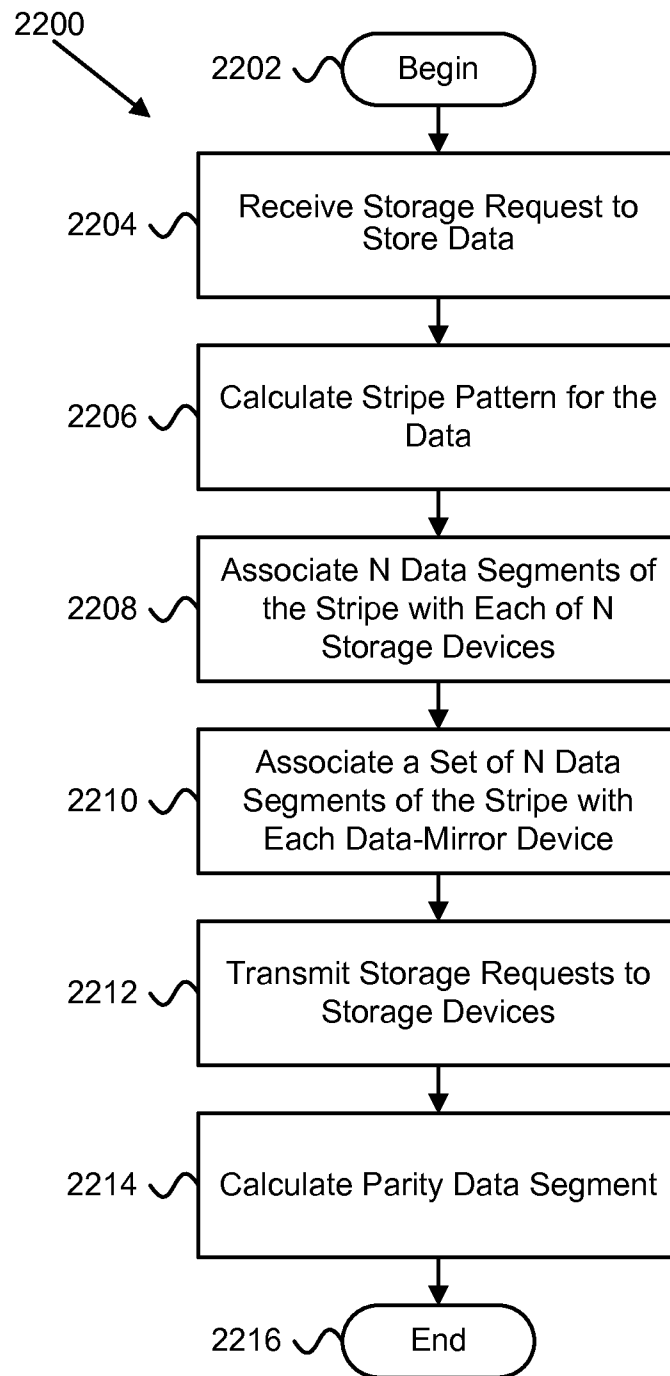 2200
2202
Begin
2204
Receive Storage Request to
Store Data
2206
Calculate Stripe Pattern for the
Data
2208
Associate N Data Segments of
the Stripe with Each of N
Storage Devices
2210
Associate a Set of N Data
Segments of the Stripe with
Each Data-Mirror Device
2212
Transmit Storage Requests to
Storage Devices
2214
Calculate Parity Data Segment
2216
End